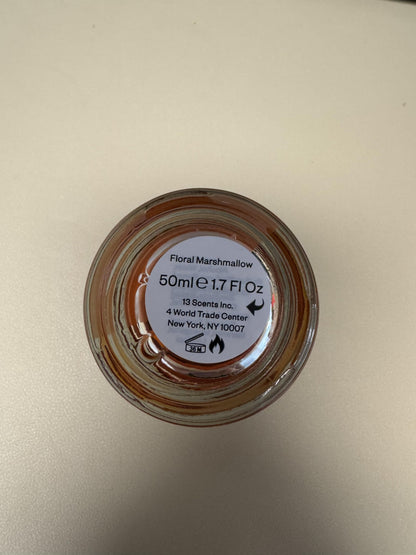 Floral Marshmallow
50ml ℮ 1.7 Fl Oz
13 Scents Inc.
4 World Trade Center
New York, NY 10007